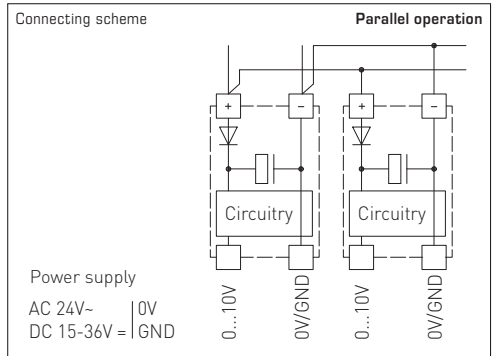 Connecting scheme
Parallel operation
+ − + −
Circuitry Circuitry
Power supply
AC 24V~ 0V
DC 15-36V = GND
0...10V
0V/GND
0...10V
0V/GND